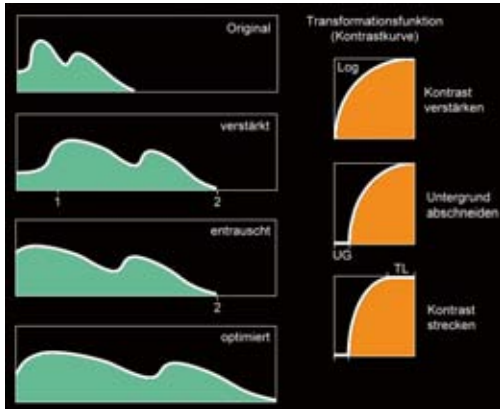 Original
verstärkt
1
2
entrauscht
2
optimiert
Transformationsfunktion
(Kontrastkurve)
Log
Kontrast
verstärken
Untergrund
abschneiden
UG
TL
Kontrast
strecken